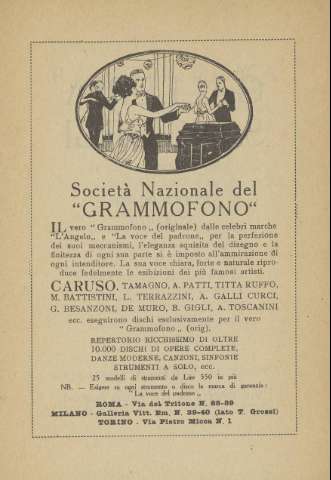 Società Nazionale del
"GRAMMOFONO"
IL vero "Grammofono„ (originale) dalle celebri marche
"L'Angelo„ e "La voce del padrone„ per la perfezione
dei suoi meccanismi, l'eleganza squisita del disegno e la
finitezza di ogni sua parte si è imposto all'ammirazione di
ogni intenditore. La sua voce chiara, forte e naturale ripro-
duce fedelmente le esibizioni dei più famosi artisti.
CARUSO, TAMAGNO, A. PATTI, TITTA RUFFO,
M. BATTISTINI, L. TERRAZZINI, A. GALLI CURCI,
G. BESANZONI, DE MURO, B. GIGLI, A. TOSCANINI
ecc. eseguirono dischi esclusivamente per il vero
"Grammofono„ (orig).
REPERTORIO RICCHISSIMO DI OLTRE
10.000 DISCHI DI OPERE COMPLETE,
DANZE MODERNE, CANZONI, SINFONIE
STRUMENTI A SOLO, ecc.
25 modelli di strumenti da Lire 550 in più
NB. - Esigere su ogni strumento o disco la marca di garanzia:
"La voce del padrone„
ROMA - Via del Tritone N. 88-89
MILANO - Galleria Vitt. Em. N. 39-40 (lato T. Grossi)
TORINO - Via Pietro Micca N. 1